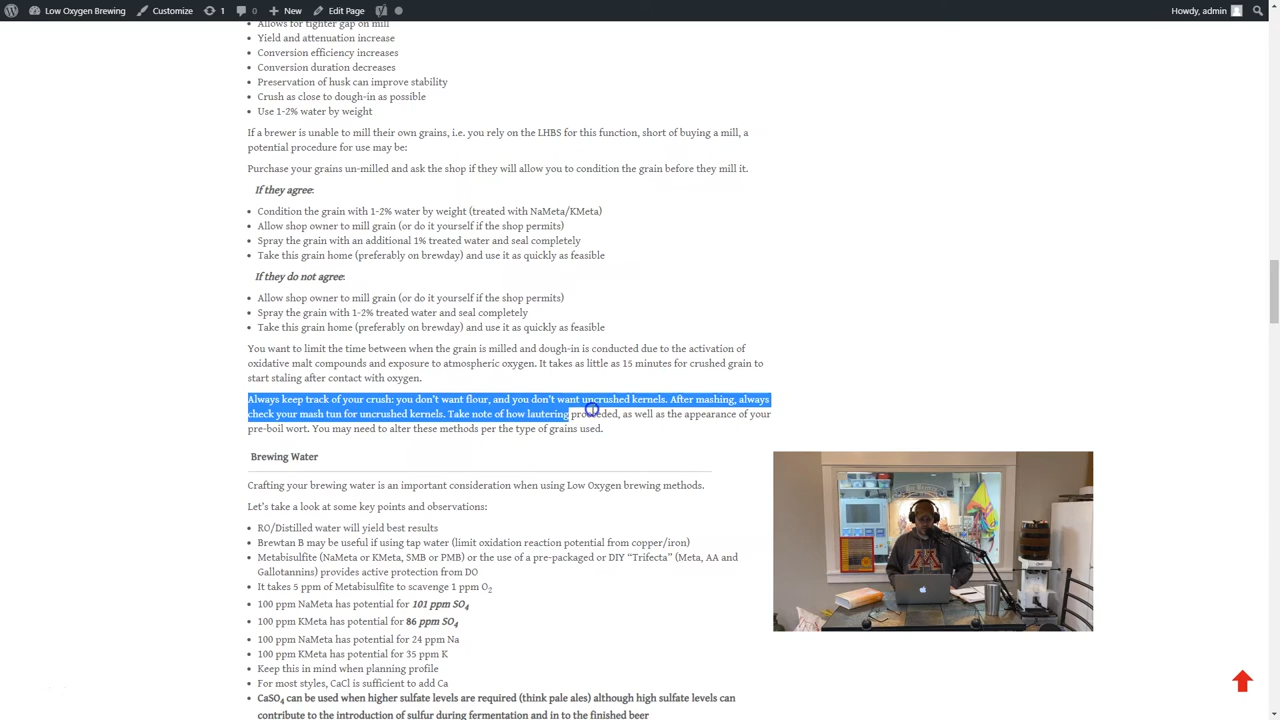 Low Oxygen Brewing
Customize
1
0
New
Edit Page
Howdy, admin
Allows for tighter gap on mill
Yield and attenuation increase
Conversion efficiency increases
Conversion duration decreases
Preservation of husk can improve stability
Crush as close to dough-in as possible
Use 1-2% water by weight
If a brewer is unable to mill their own grains, i.e. you rely on the LHBS for this function, short of buying a mill, a
potential procedure for use may be:
Purchase your grains un-milled and ask the shop if they will allow you to condition the grain before they mill it.
If they agree:
Condition the grain with 1-2% water by weight (treated with NaMeta/KMeta)
Allow shop owner to mill grain (or do it yourself if the shop permits)
Spray the grain with an additional 1% treated water and seal completely
Take this grain home (preferably on brewday) and use it as quickly as feasible
If they do not agree:
Allow shop owner to mill grain (or do it yourself if the shop permits)
Spray the grain with 1-2% treated water and seal completely
Take this grain home (preferably on brewday) and use it as quickly as feasible
You want to limit the time between when the grain is milled and dough-in is conducted due to the activation of
oxidative malt compounds and exposure to atmospheric oxygen. It takes as little as 15 minutes for crushed grain to
start staling after contact with oxygen.
Always keep track of your crush: you don't want flour, and you don't want uncrushed kernels. After mashing, always
check your mash tun for uncrushed kernels. Take note of how lautering proceeded, as well as the appearance of your
pre-boil wort. You may need to alter these methods per the type of grains used.
Brewing Water
Crafting your brewing water is an important consideration when using Low Oxygen brewing methods.
Let's take a look at some key points and observations:
RO/Distilled water will yield best results
Brewtan B may be useful if using tap water (limit oxidation reaction potential from copper/iron)
Metabisulfite (NaMeta or KMeta, SMB or PMB) or the use of a pre-packaged or DIY "Trifecta" (Meta, AA and
Gallotannins) provides active protection from DO
It takes 5 ppm of Metabisulfite to scavenge 1 ppm O2
100 ppm NaMeta has potential for 101 ppm SO4
100 ppm KMeta has potential for 86 ppm SO4
100 ppm NaMeta has potential for 24 ppm Na
100 ppm KMeta has potential for 35 ppm K
Keep this in mind when planning profile
For most styles, CaCl is sufficient to add Ca
CaSO4 can be used when higher sulfate levels are required (think pale ales) although high sulfate levels can
contribute to the introduction of sulfur during fermentation and in to the finished beer